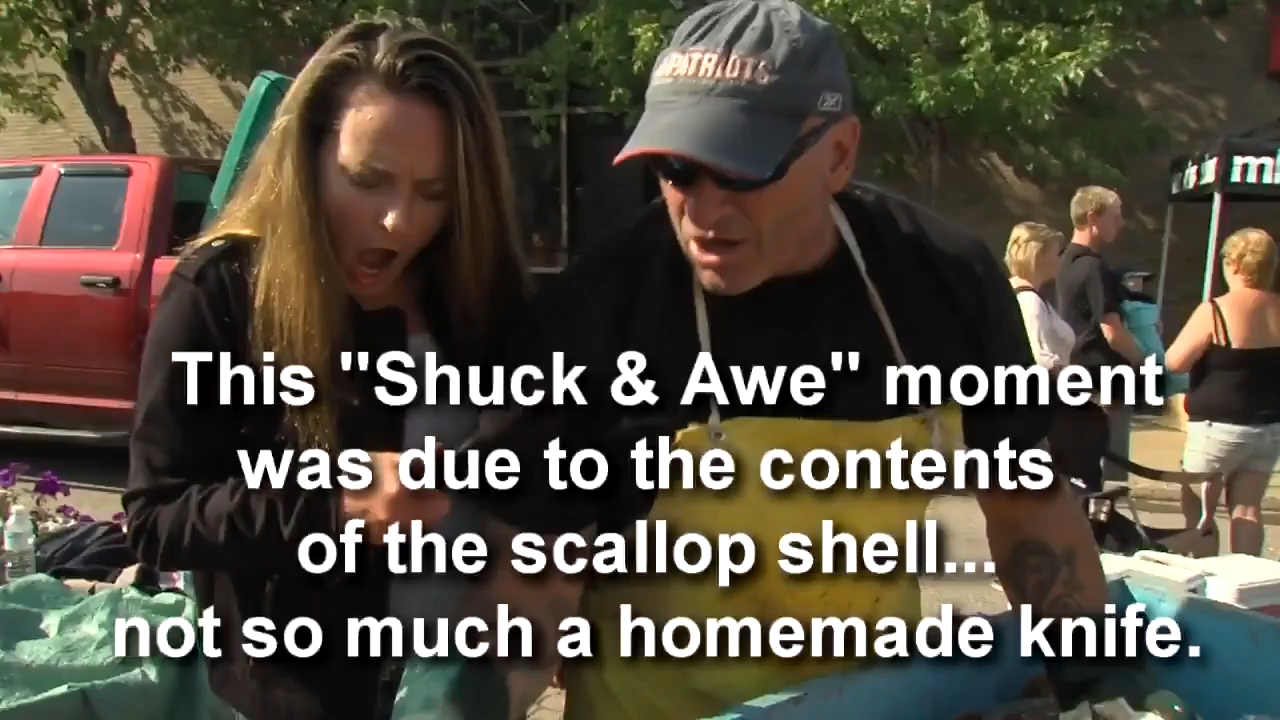 PATRIOTS
This "Shuck & Awe" moment
was due to the contents
of the scallop shell...
not so much a homemade knife.